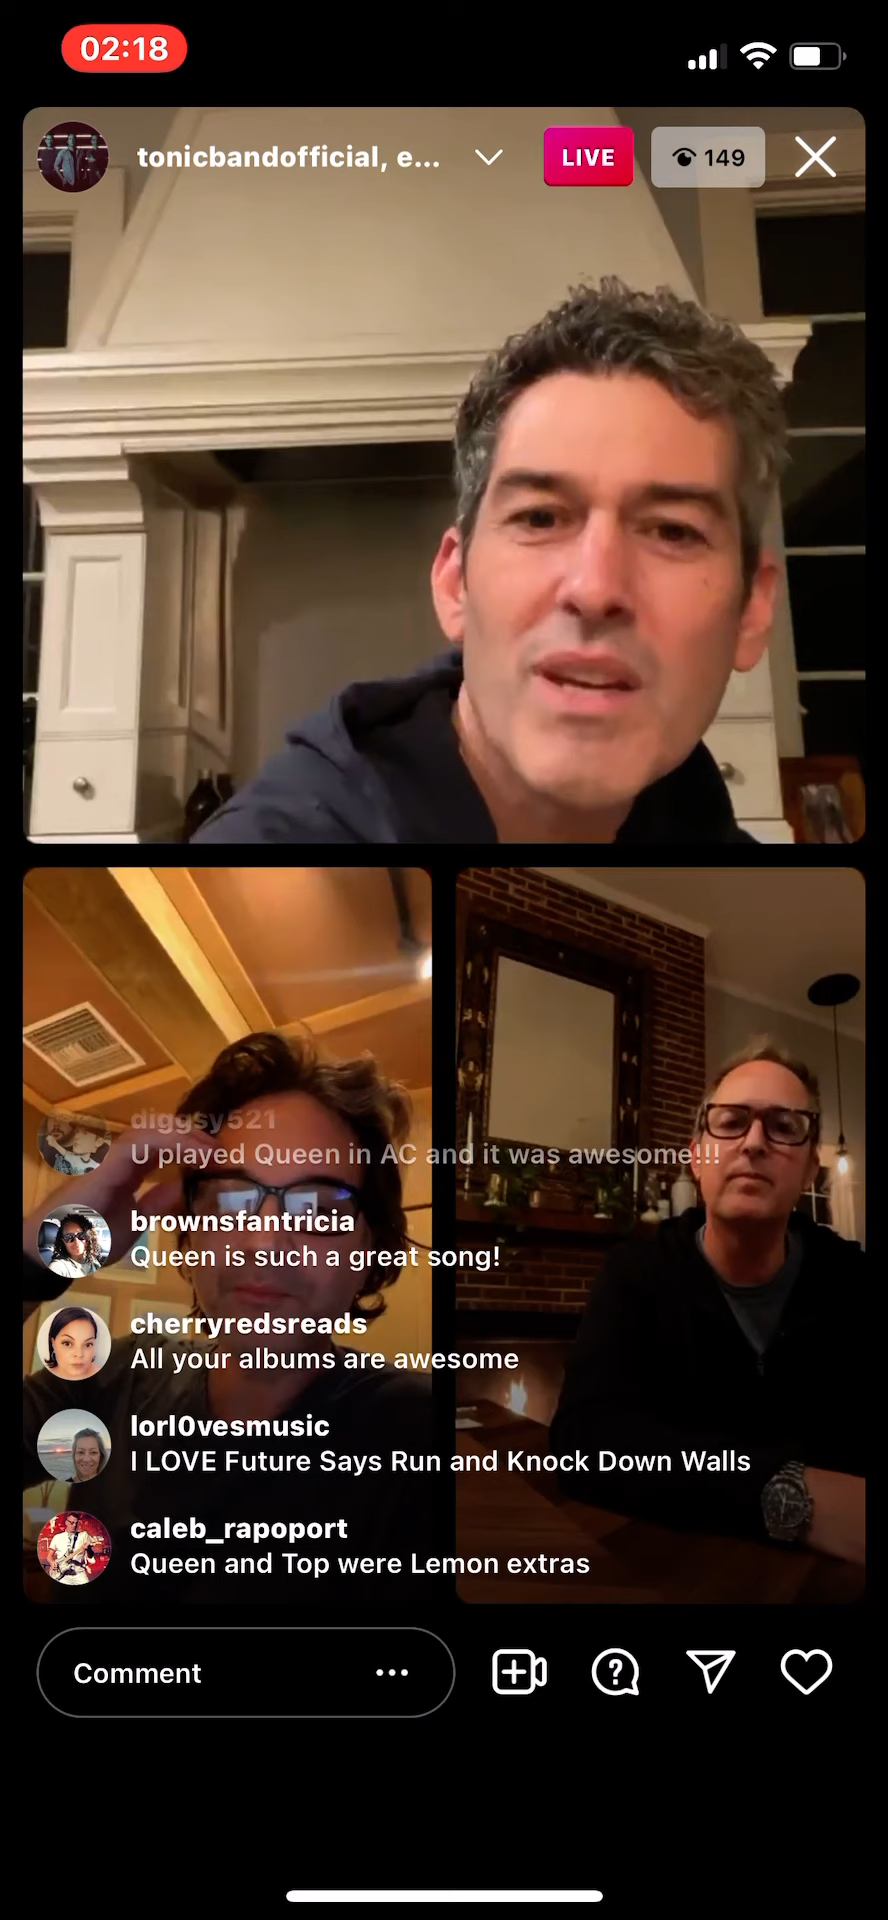 02:18
tonicbandofficial, e...
LIVE
149
diggsy521
U played Queen in AC and it was awesome!!!
brownsfantricia
Queen is such a great song!
cherryredsreads
All your albums are awesome
lorl0vesmusic
I LOVE Future Says Run and Knock Down Walls
caleb_rapoport
Queen and Top were Lemon extras
Comment